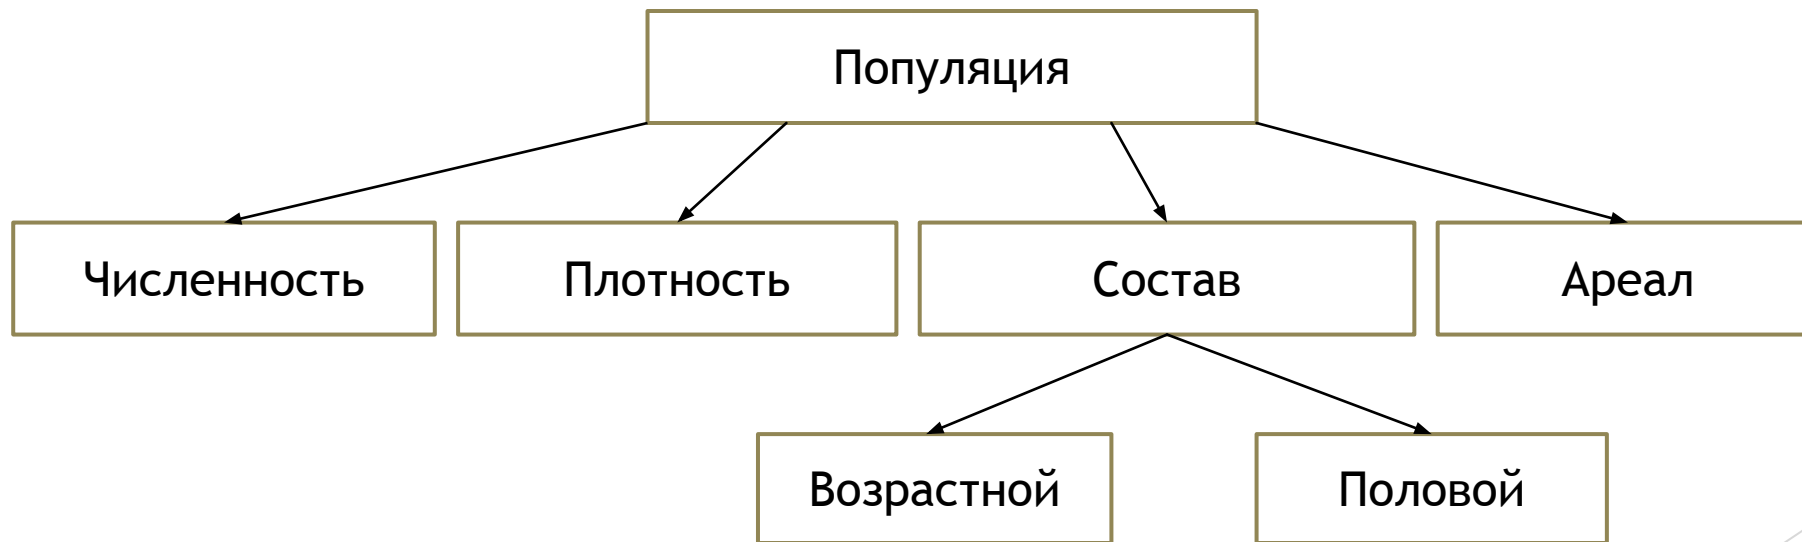 Популяция
Численность
Плотность
Состав
Ареал
Возрастной
Половой